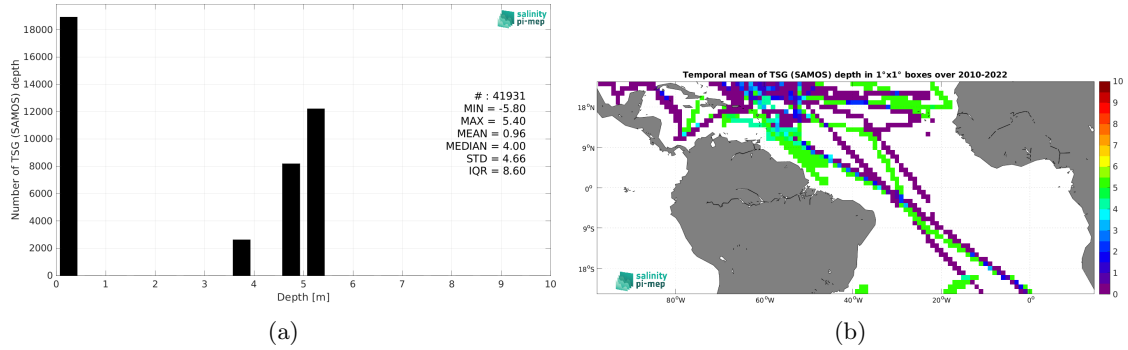 salinity
pi-mep
18000
16000
14000
12000
10000
8000
6000
4000
2000
0
Number of TSG (SAMOS) depth
# : 41931
MIN = -5.80
MAX = 5.40
MEAN = 0.96
MEDIAN = 4.00
STD = 4.66
IQR = 8.60
0 1 2 3 4 5 6 7 8 9 10
Depth [m]
(a)
Temporal mean of TSG (SAMOS) depth in 1°x1° boxes over 2010-2022
18°N
9°N
0°
9°S
18°S
80°W 60°W 40°W 20°W 0°
salinity
pi-mep
10
9
8
7
6
5
4
3
2
1
0
(b)